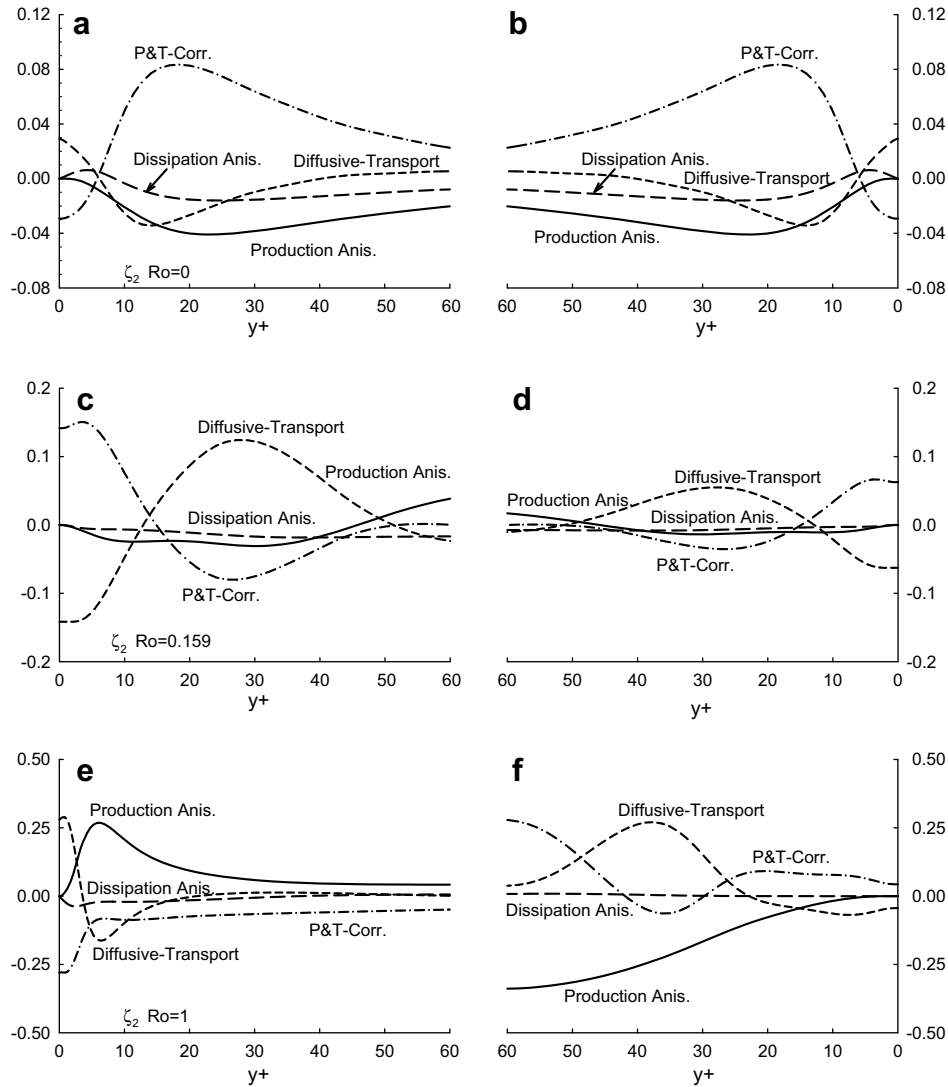 a
0.12
0.08
0.04
0.00
-0.04
-0.08
P&T-Corr.
Dissipation Anis.
Diffusive-Transport
Production Anis.
ζ2 Ro=0
0 10 20 30 40 50 60
y+
b
0.12
0.08
0.04
0.00
-0.04
-0.08
P&T-Corr.
Dissipation Anis.
Diffusive-Transport
Production Anis.
60 50 40 30 20 10 0
y+
c
0.2
0.1
0.0
-0.1
-0.2
Diffusive-Transport
Production Anis.
Dissipation Anis.
P&T-Corr.
ζ2 Ro=0.159
0 10 20 30 40 50 60
y+
d
0.2
0.1
0.0
-0.1
-0.2
Diffusive-Transport
Production Anis.
Dissipation Anis.
P&T-Corr.
60 50 40 30 20 10 0
y+
e
0.50
0.25
0.00
-0.25
-0.50
Production Anis.
Dissipation Anis.
P&T-Corr.
Diffusive-Transport
ζ2 Ro=1
0 10 20 30 40 50 60
y+
f
0.50
0.25
0.00
-0.25
-0.50
Diffusive-Transport
P&T-Corr.
Dissipation Anis.
Production Anis.
60 50 40 30 20 10 0
y+